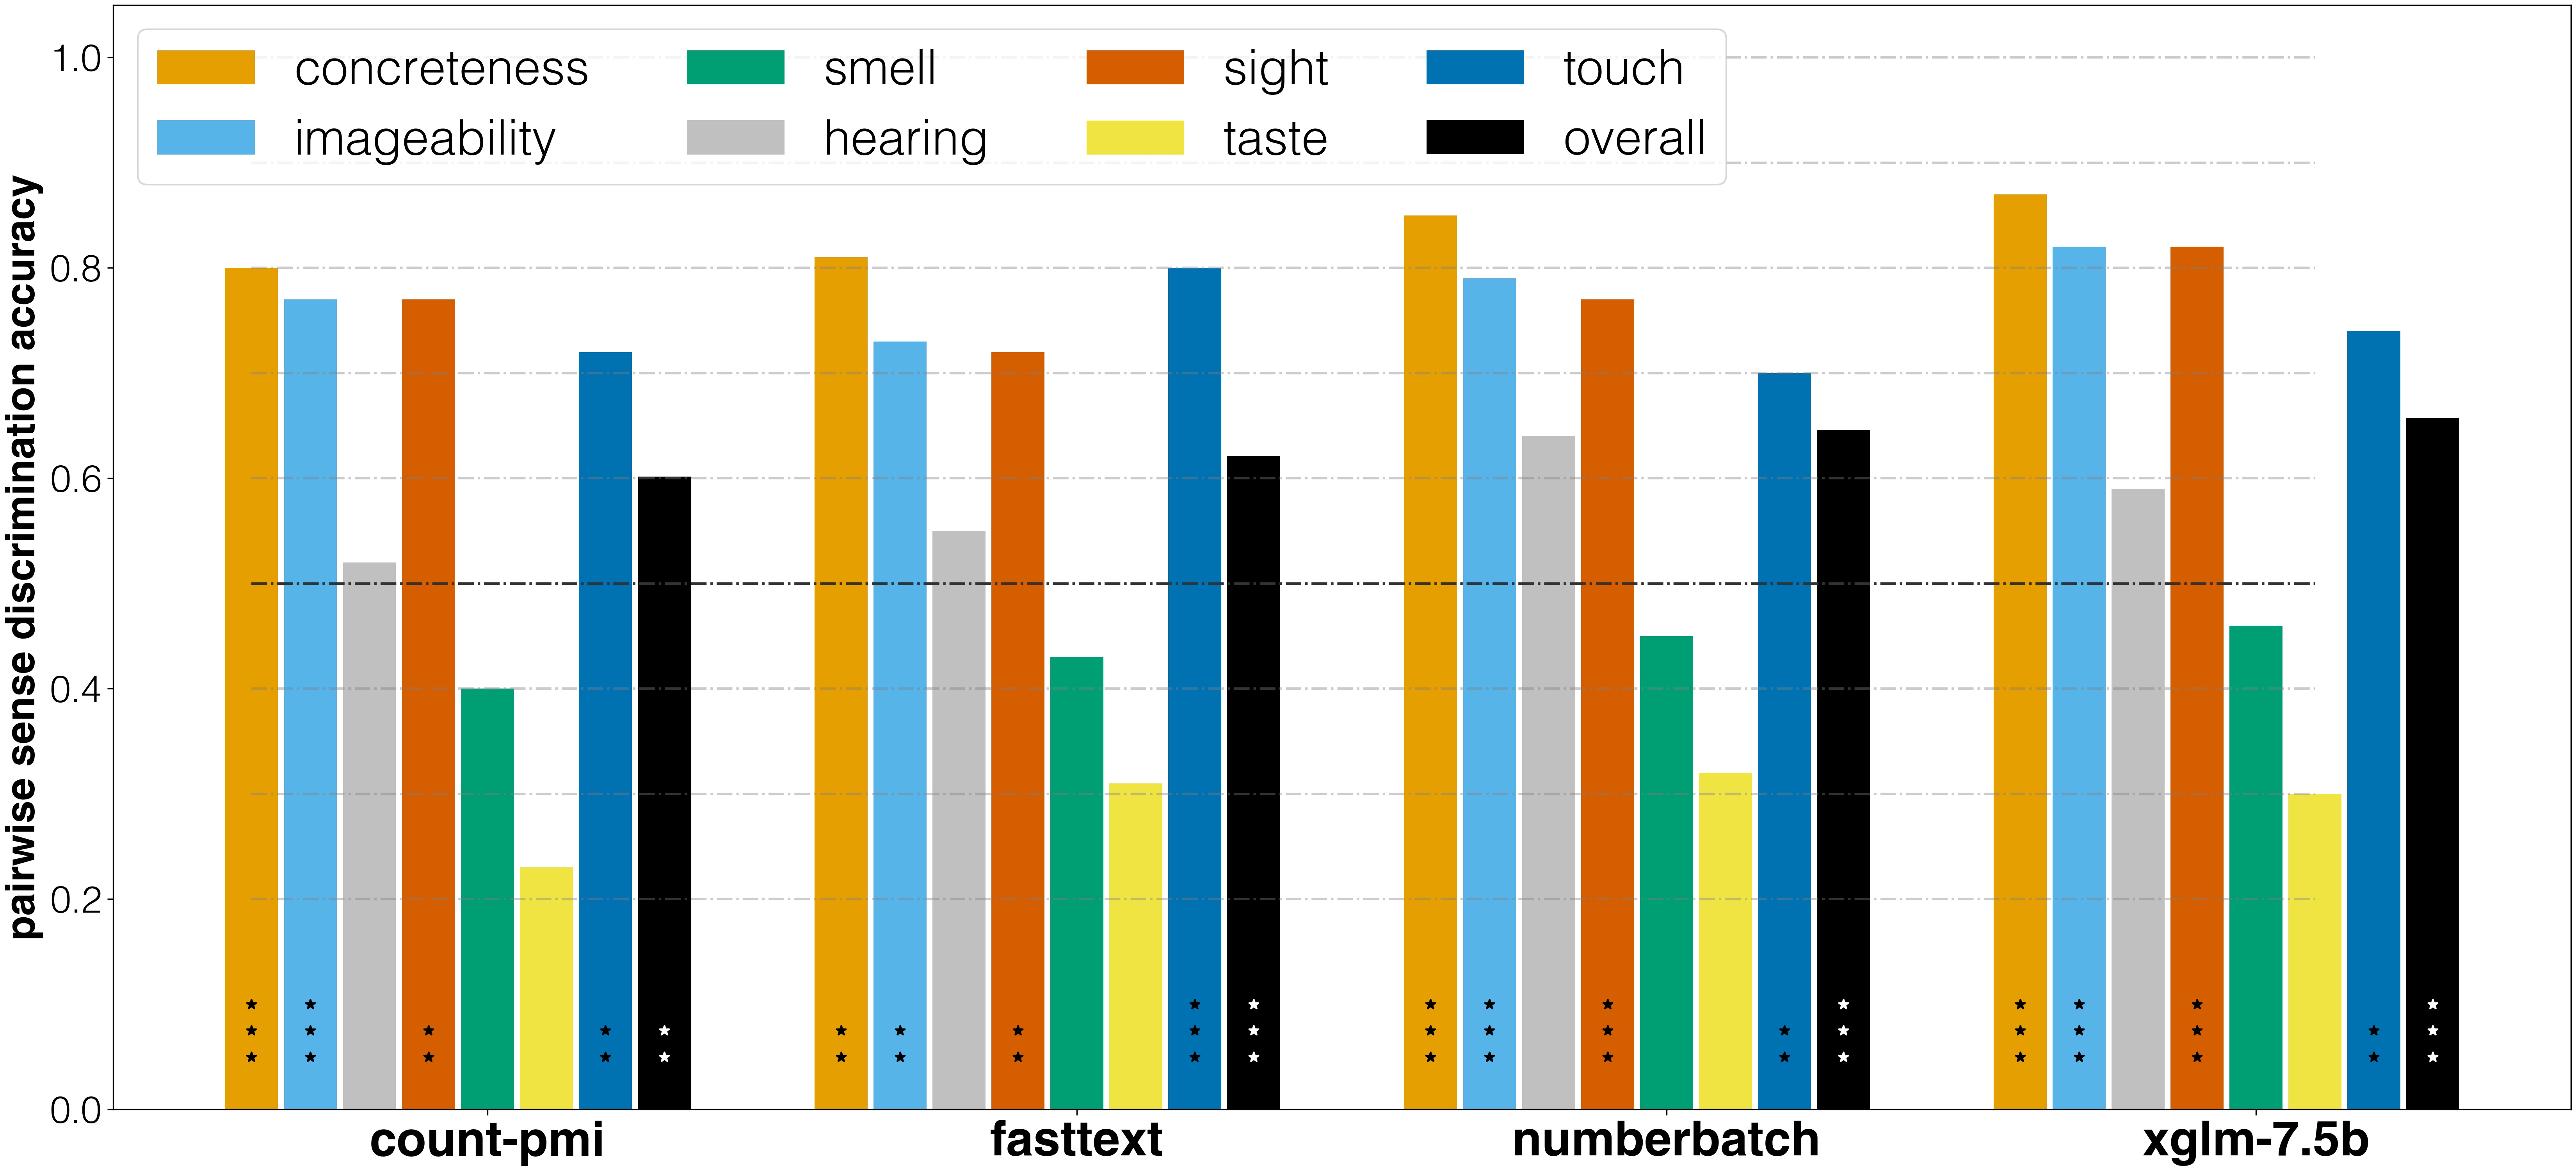 pairwise sense discrimination accuracy
1.0
0.8
0.6
0.4
0.2
0.0
concreteness smell sight touch
imageability hearing taste overall
count-pmi fasttext numberbatch xglm-7.5b